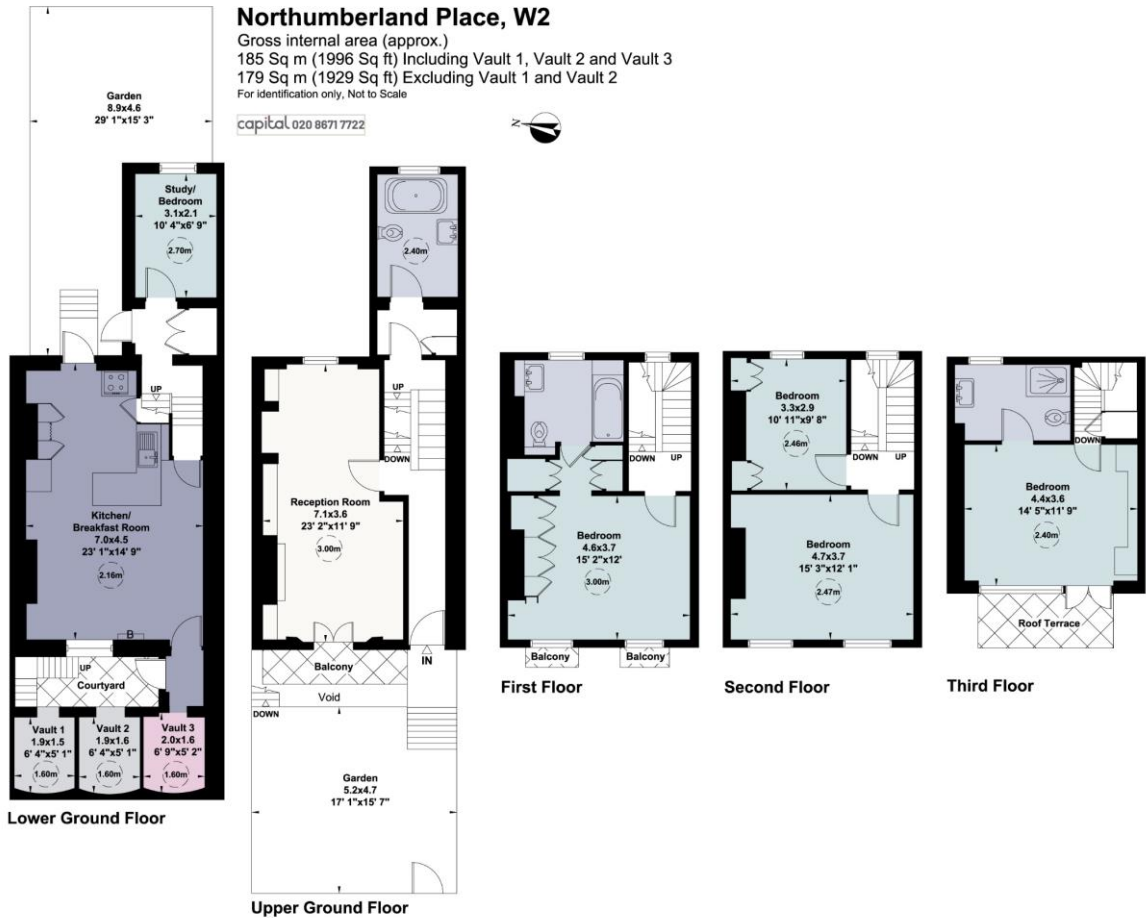 Northumberland Place, W2
Gross internal area (approx.)
185 Sq m (1996 Sq ft) Including Vault 1, Vault 2 and Vault 3
179 Sq m (1929 Sq ft) Excluding Vault 1 and Vault 2
For identification only, Not to Scale
capital 020 8671 7722
N
Garden
8.9x4.6
29' 1"x15' 3"
Study/
Bedroom
3.1x2.1
10' 4"x6' 9"
2.70m
UP
Kitchen/
Breakfast Room
7.0x4.5
23' 1"x14' 9"
2.16m
B
UP
Courtyard
Vault 1
1.9x1.5
6' 4"x5' 1"
1.60m
Vault 2
1.9x1.6
6' 4"x5' 1"
1.60m
Vault 3
2.0x1.6
6' 9"x5' 2"
1.60m
Lower Ground Floor
2.40m
UP
DOWN
Reception Room
7.1x3.6
23' 2"x11' 9"
3.00m
IN
Balcony
Void
DOWN
Garden
5.2x4.7
17' 1"x15' 7"
Upper Ground Floor
DOWN
UP
Bedroom
4.6x3.7
15' 2"x12'
3.00m
Balcony
Balcony
First Floor
Bedroom
3.3x2.9
10' 11"x9' 8"
2.46m
DOWN
UP
Bedroom
4.7x3.7
15' 3"x12' 1"
2.47m
Second Floor
DOWN
Bedroom
4.4x3.6
14' 5"x11' 9"
2.40m
Roof Terrace
Third Floor